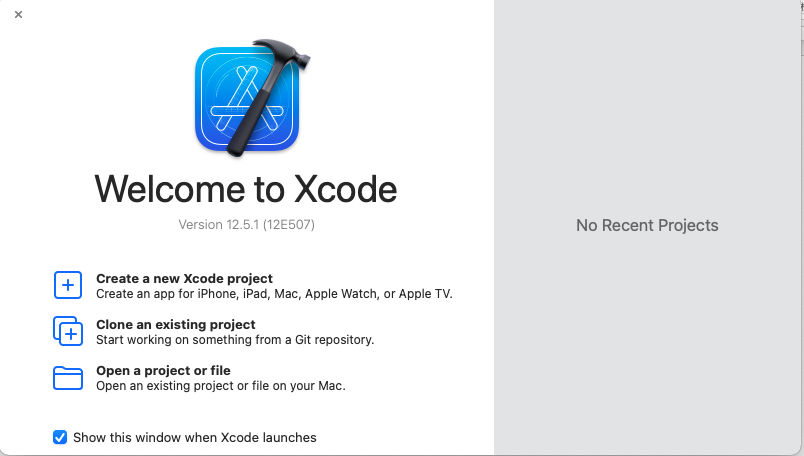 Welcome to Xcode
Version 12.5.1 (12E507)
Create a new Xcode project
Create an app for iPhone, iPad, Mac, Apple Watch, or Apple TV.
Clone an existing project
Start working on something from a Git repository.
Open a project or file
Open an existing project or file on your Mac.
Show this window when Xcode launches
No Recent Projects